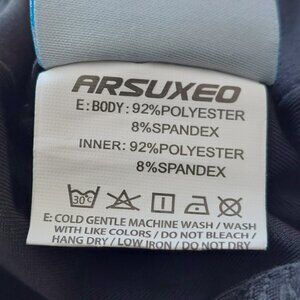 ARSUXEO
E: BODY: 92%POLYESTER
8%SPANDEX
INNER: 92%POLYESTER
8%SPANDEX
30°C
E: COLD GENTLE MACHINE WASH / WASH
WITH LIKE COLORS / DO NOT BLEACH /
HANG DRY / LOW IRON / DO NOT DRY